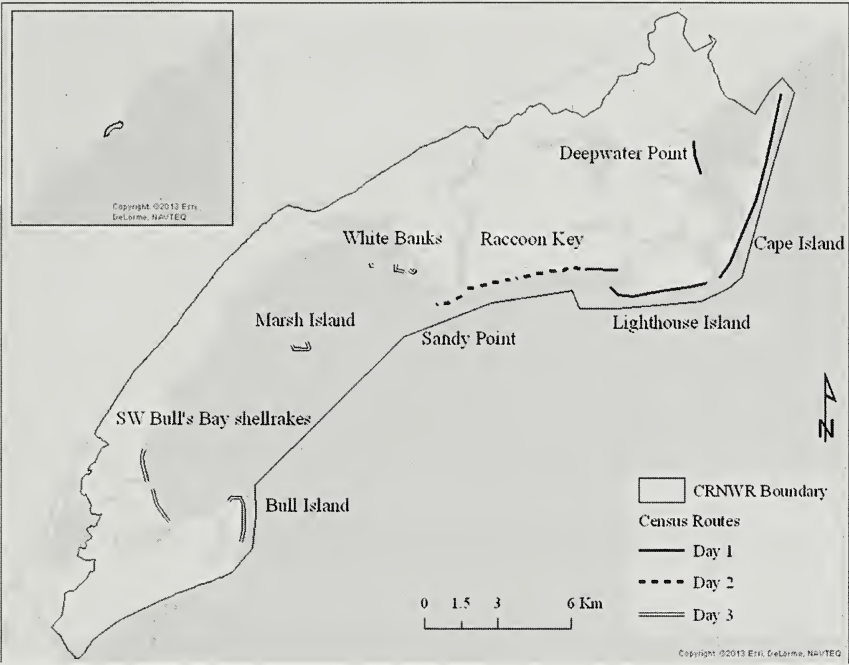 Copyright ©2013 Esri,
DeLorme, NAVTEQ
Deepwater Point
White Banks
Raccoon Key
Cape Island
Marsh Island
Sandy Point
Lighthouse Island
SW Bull's Bay shellrakes
Bull Island
N
CRNWR Boundary
Census Routes
Day 1
Day 2
Day 3
0 1.5 3 6 Km
Copyright ©2013 Esri, DeLorme, NAVTEQ